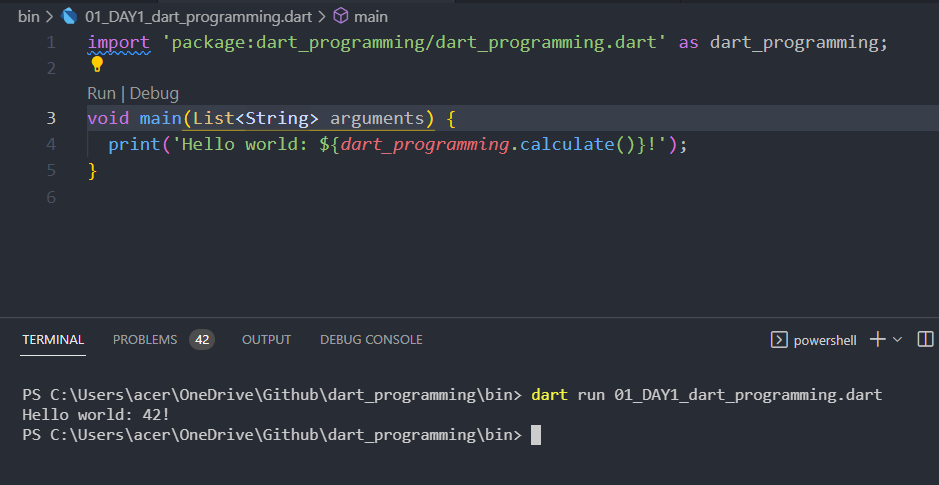 bin > 01_DAY1_dart_programming.dart > main
1 import 'package:dart_programming/dart_programming.dart' as dart_programming;
2
Run | Debug
3 void main(List<String> arguments) {
4 print('Hello world: ${dart_programming.calculate()}!');
5 }
6
TERMINAL PROBLEMS 42 OUTPUT DEBUG CONSOLE powershell
PS C:\Users\acer\OneDrive\Github\dart_programming\bin> dart run 01_DAY1_dart_programming.dart
Hello world: 42!
PS C:\Users\acer\OneDrive\Github\dart_programming\bin>